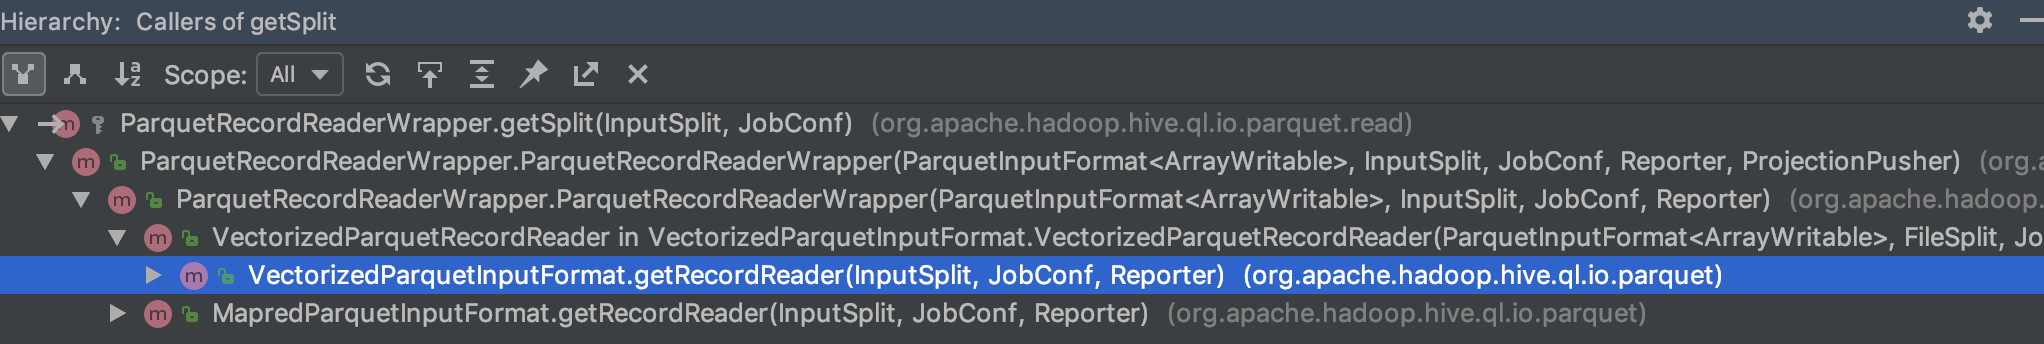 Hierarchy: Callers of getSplit
Scope: All
ParquetRecordReaderWrapper.getSplit(InputSplit, JobConf) (org.apache.hadoop.hive.ql.io.parquet.read)
ParquetRecordReaderWrapper.ParquetRecordReaderWrapper(ParquetInputFormat<ArrayWritable>, InputSplit, JobConf, Reporter, ProjectionPusher) (org.a
ParquetRecordReaderWrapper.ParquetRecordReaderWrapper(ParquetInputFormat<ArrayWritable>, InputSplit, JobConf, Reporter) (org.apache.hadoop.
VectorizedParquetRecordReader in VectorizedParquetInputFormat.VectorizedParquetRecordReader(ParquetInputFormat<ArrayWritable>, FileSplit, Jo
VectorizedParquetInputFormat.getRecordReader(InputSplit, JobConf, Reporter) (org.apache.hadoop.hive.ql.io.parquet)
MapredParquetInputFormat.getRecordReader(InputSplit, JobConf, Reporter) (org.apache.hadoop.hive.ql.io.parquet)